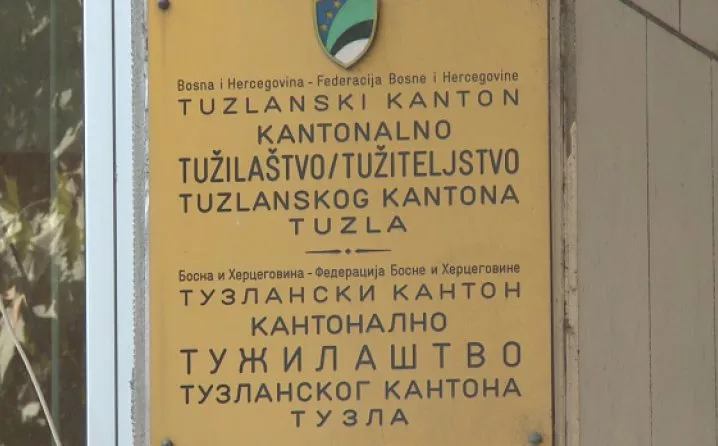 Bosna i Hercegovina - Federacija Bosne i Hercegovine
TUZLANSKI KANTON
KANTONALNO
TUŽILAŠTVO/TUŽITELJSTVO
TUZLANSKOG KANTONA
TUZLA
Босна и Херцеговина - Федерација Босне и Херцеговине
ТУЗЛАНСКИ КАНТОН
КАНТОНАЛНО
ТУЖИЛАШТВО
ТУЗЛАНСКОГ КАНТОНА
ТУЗЛА